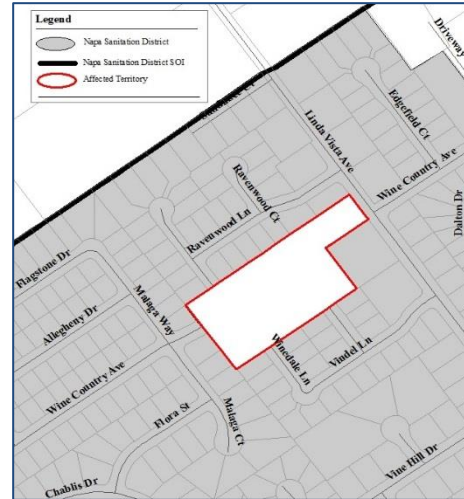 Legend
Napa Sanitation District
Napa Sanitation District SOI
Affected Territory
Driveway
Edgefield Ct
Linda Vista Ave
Wine Country Ave
Dalton Dr
Ravenwood Ct
Ravenwood Ln
Flagstone Dr
Allegheny Dr
Malaga Way
Wine Country Ave
Winedale Ln
Vindel Ln
Flora St
Malaga Ct
Vine Hill Dr
Chablis Dr